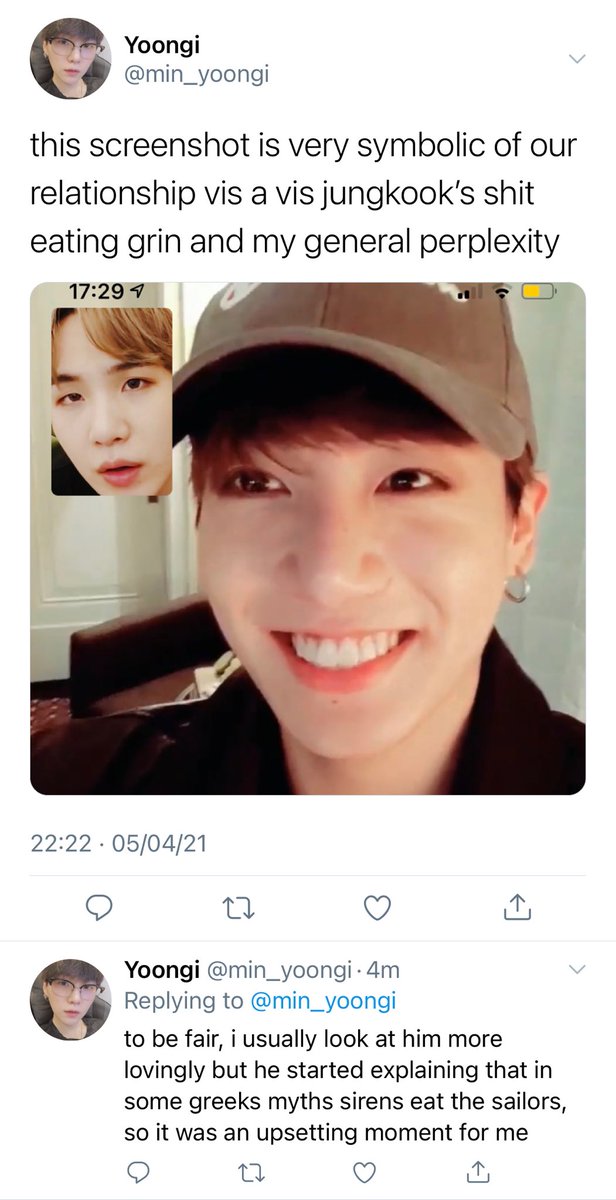 Yoongi
@min_yoongi
this screenshot is very symbolic of our
relationship vis a vis jungkook's shit
eating grin and my general perplexity
17:29
22:22 · 05/04/21
Yoongi @min_yoongi · 4m
Replying to @min_yoongi
to be fair, i usually look at him more
lovingly but he started explaining that in
some greeks myths sirens eat the sailors,
so it was an upsetting moment for me